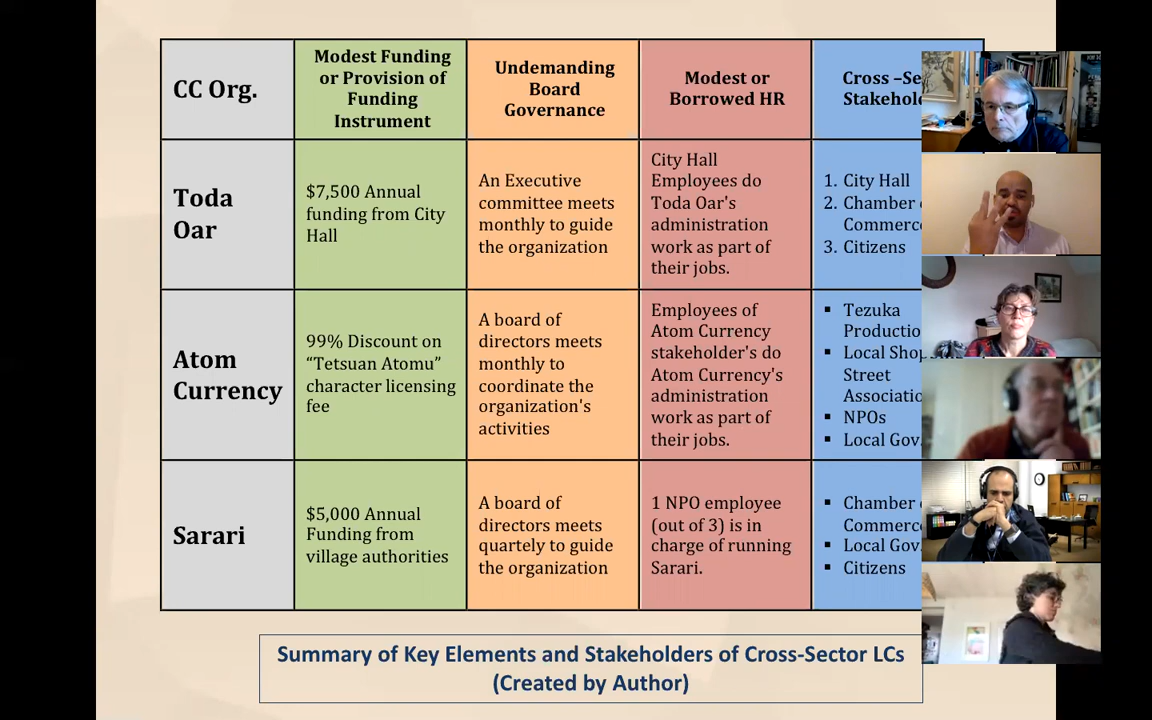 CC Org.
Modest Funding
or Provision of
Funding
Instrument
Undemanding
Board
Governance
Modest or
Borrowed HR
Cross –Se
Stakehol
Toda
Oar
$7,500 Annual
funding from City
Hall
An Executive
committee meets
monthly to guide
the organization
City Hall
Employees do
Toda Oar's
administration
work as part of
their jobs.
1. City Hall
2. Chamber
Commerc
3. Citizens
Atom
Currency
99% Discount on
“Tetsuan Atomu”
character licensing
fee
A board of
directors meets
monthly to
coordinate the
organization's
activities
Employees of
Atom Currency
stakeholder's do
Atom Currency's
administration
work as part of
their jobs.
▪ Tezuka
Productio
▪ Local Shop
Street
Associatio
▪ NPOs
▪ Local Gov.
Sarari
$5,000 Annual
Funding from
village authorities
A board of
directors meets
quartely to guide
the organization
1 NPO employee
(out of 3) is in
charge of running
Sarari.
▪ Chamber
Commerc
▪ Local Gov.
▪ Citizens
Summary of Key Elements and Stakeholders of Cross-Sector LCs
(Created by Author)